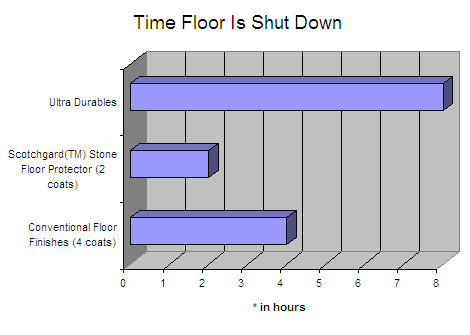 Time Floor Is Shut Down
Ultra Durables
Scotchgard(TM) Stone
Floor Protector (2
coats)
Conventional Floor
Finishes (4 coats)
0 1 2 3 4 5 6 7 8
* in hours